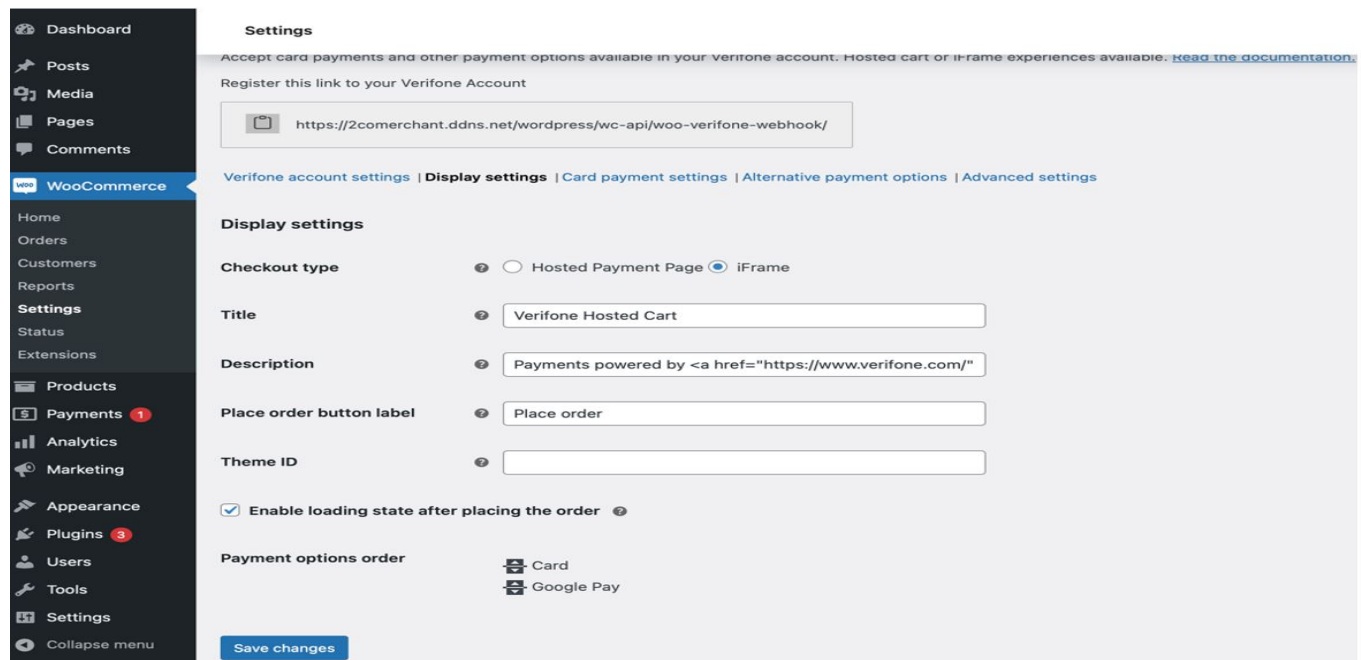 Dashboard
Posts
Media
Pages
Comments
WOO WooCommerce
Home
Orders
Customers
Reports
Settings
Status
Extensions
Products
Payments 1
Analytics
Marketing
Appearance
Plugins 3
Users
Tools
Settings
Collapse menu
Settings
Accept card payments and other payment options available in your Verifone account. Hosted cart or iFrame experiences available. Read the documentation.
Register this link to your Verifone Account
https://2comerchant.ddns.net/wordpress/wc-api/woo-verifone-webhook/
Verifone account settings | Display settings | Card payment settings | Alternative payment options | Advanced settings
Display settings
Checkout type ? Hosted Payment Page iFrame
Title ? Verifone Hosted Cart
Description ? Payments powered by <a href="https://www.verifone.com/"
Place order button label ? Place order
Theme ID ?
Enable loading state after placing the order ?
Payment options order
Card
Google Pay
Save changes